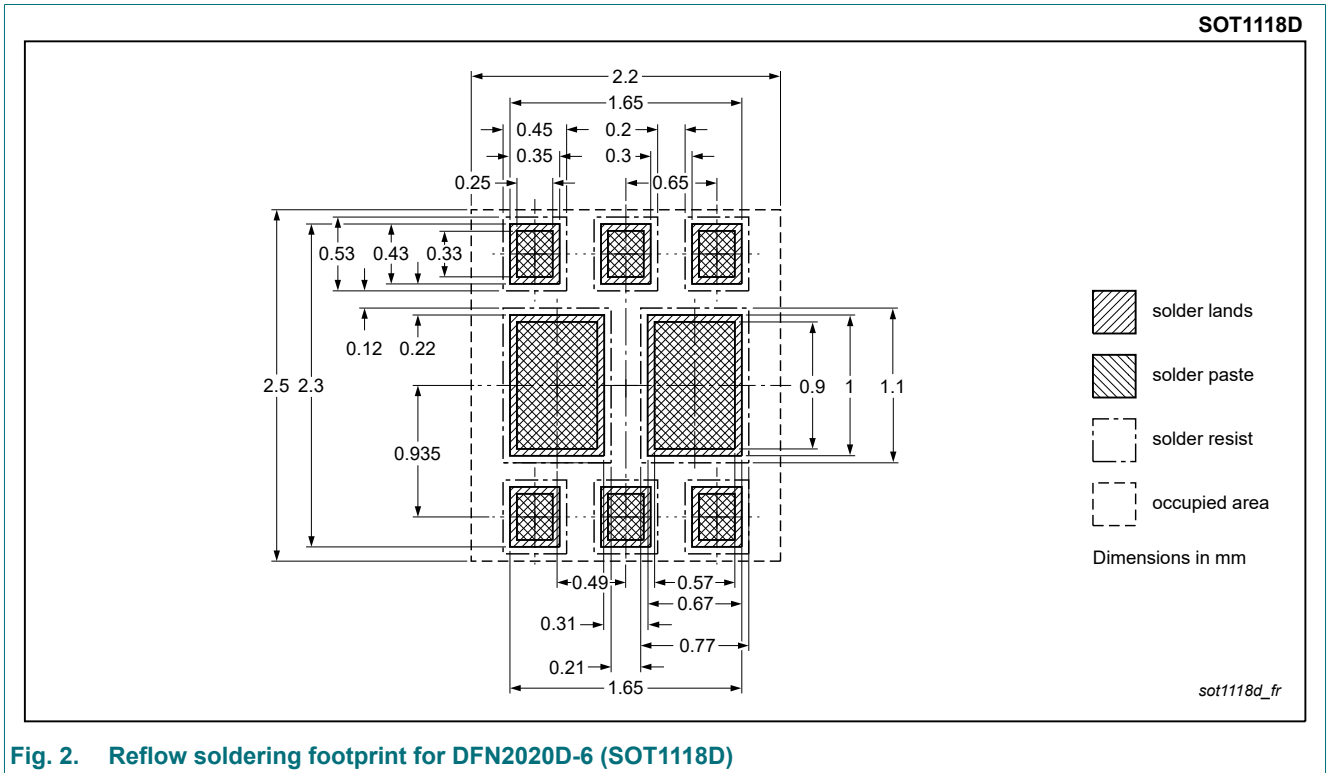 SOT1118D
2.2
1.65
0.45 0.2
0.35 0.3
0.25 0.65
0.53 0.43 0.33
solder lands
0.12 0.22
solder paste
2.5 2.3 0.9 1 1.1
solder resist
0.935
occupied area
Dimensions in mm
0.49 0.57
0.67
0.31
0.77
0.21
1.65
sot1118d_fr
Fig. 2. Reflow soldering footprint for DFN2020D-6 (SOT1118D)